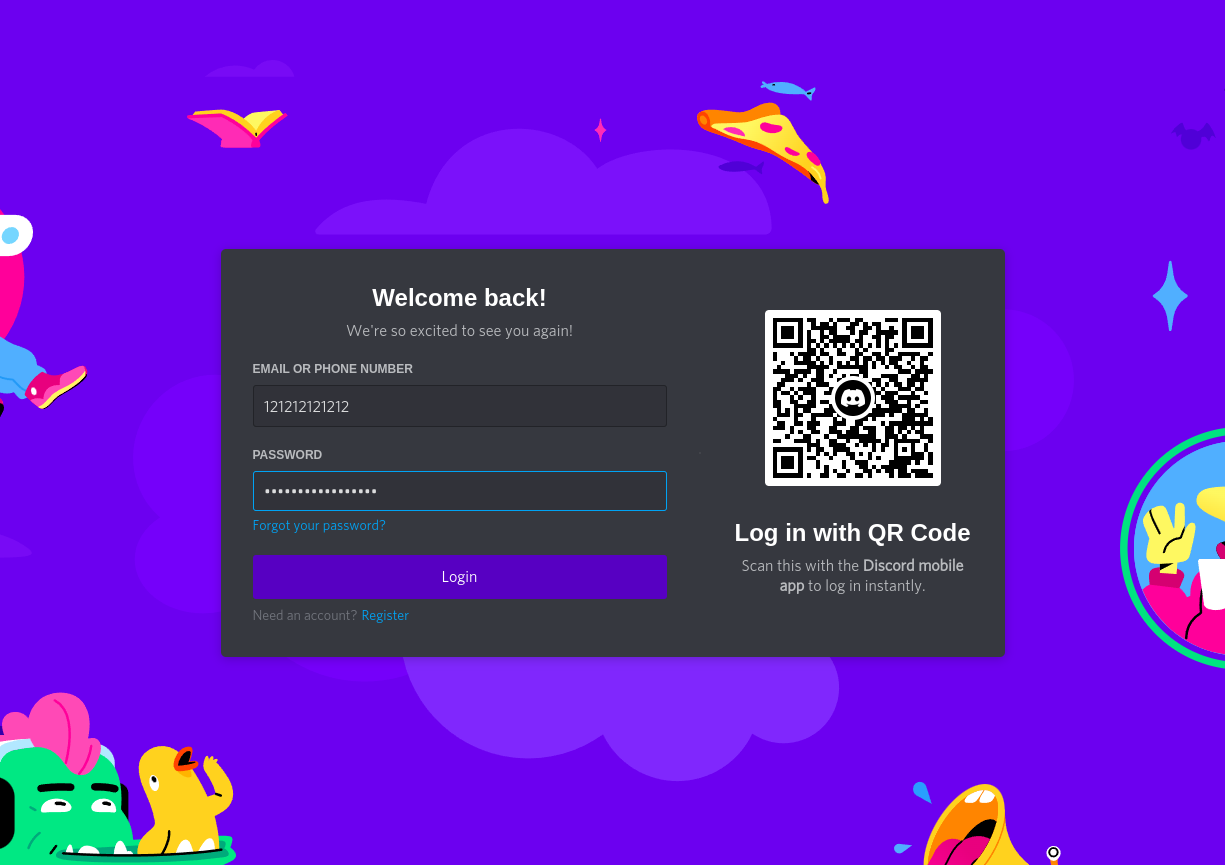 Welcome back!
We're so excited to see you again!
EMAIL OR PHONE NUMBER
121212121212
PASSWORD
•••••••••••••••••
Forgot your password?
Login
Need an account? Register
Log in with QR Code
Scan this with the Discord mobile
app to log in instantly.